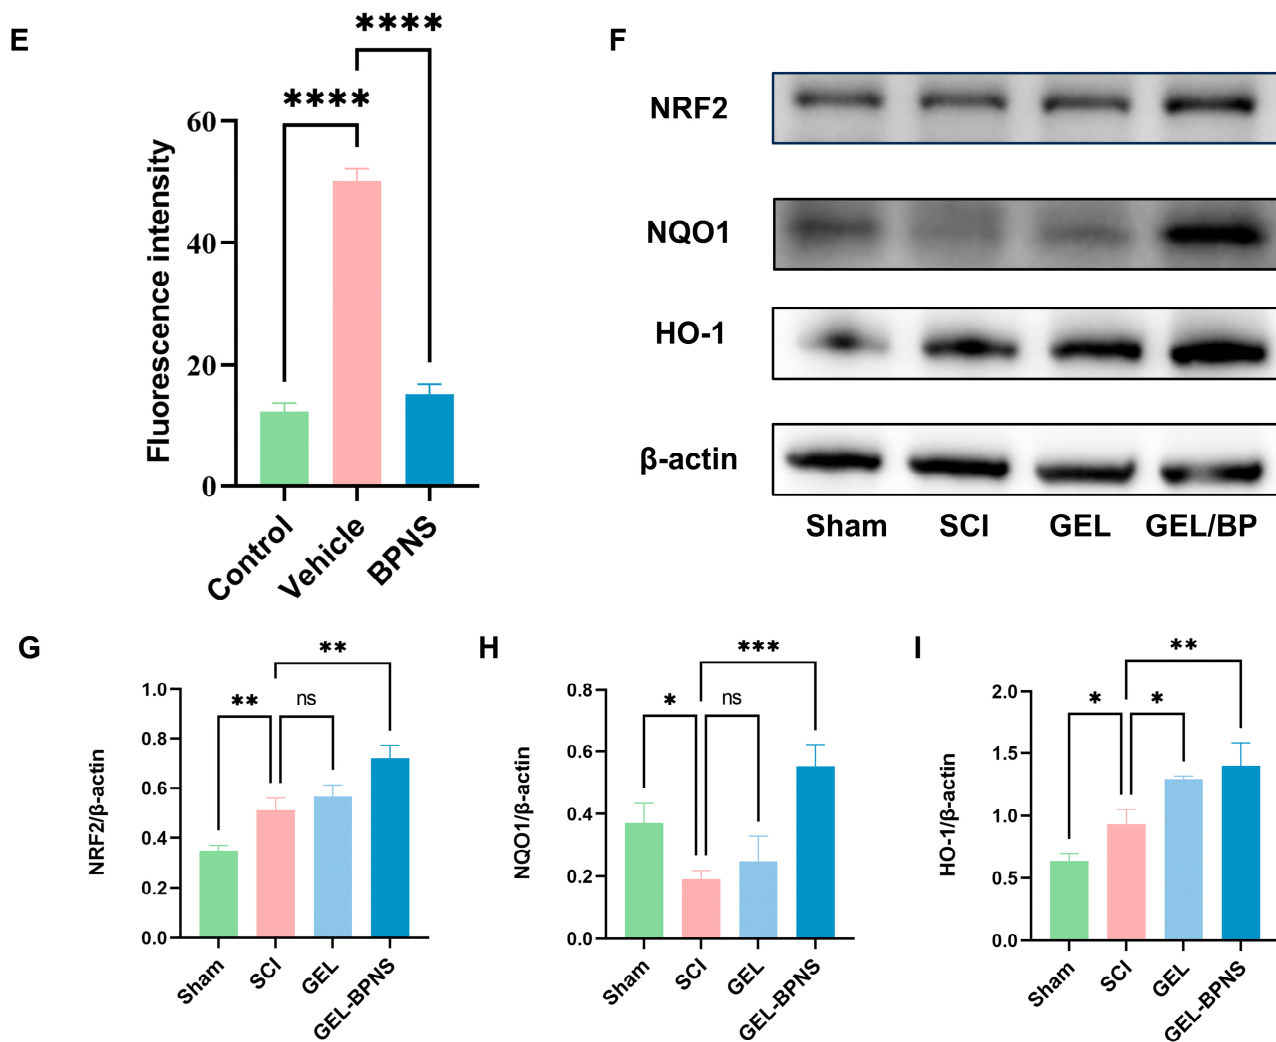 E
****
****
60
40
20
0
Fluorescence intensity
Control
Vehicle
BPNS
F
NRF2
NQO1
HO-1
β-actin
Sham SCI GEL GEL/BP
G
**
** ns
1.0
0.8
0.6
0.4
0.2
0.0
NRF2/β-actin
Sham
SCI
GEL
GEL-BPNS
H
***
* ns
0.8
0.6
0.4
0.2
0.0
NQO1/β-actin
Sham
SCI
GEL
GEL-BPNS
I
**
* *
2.0
1.5
1.0
0.5
0.0
HO-1/β-actin
Sham
SCI
GEL
GEL-BPNS